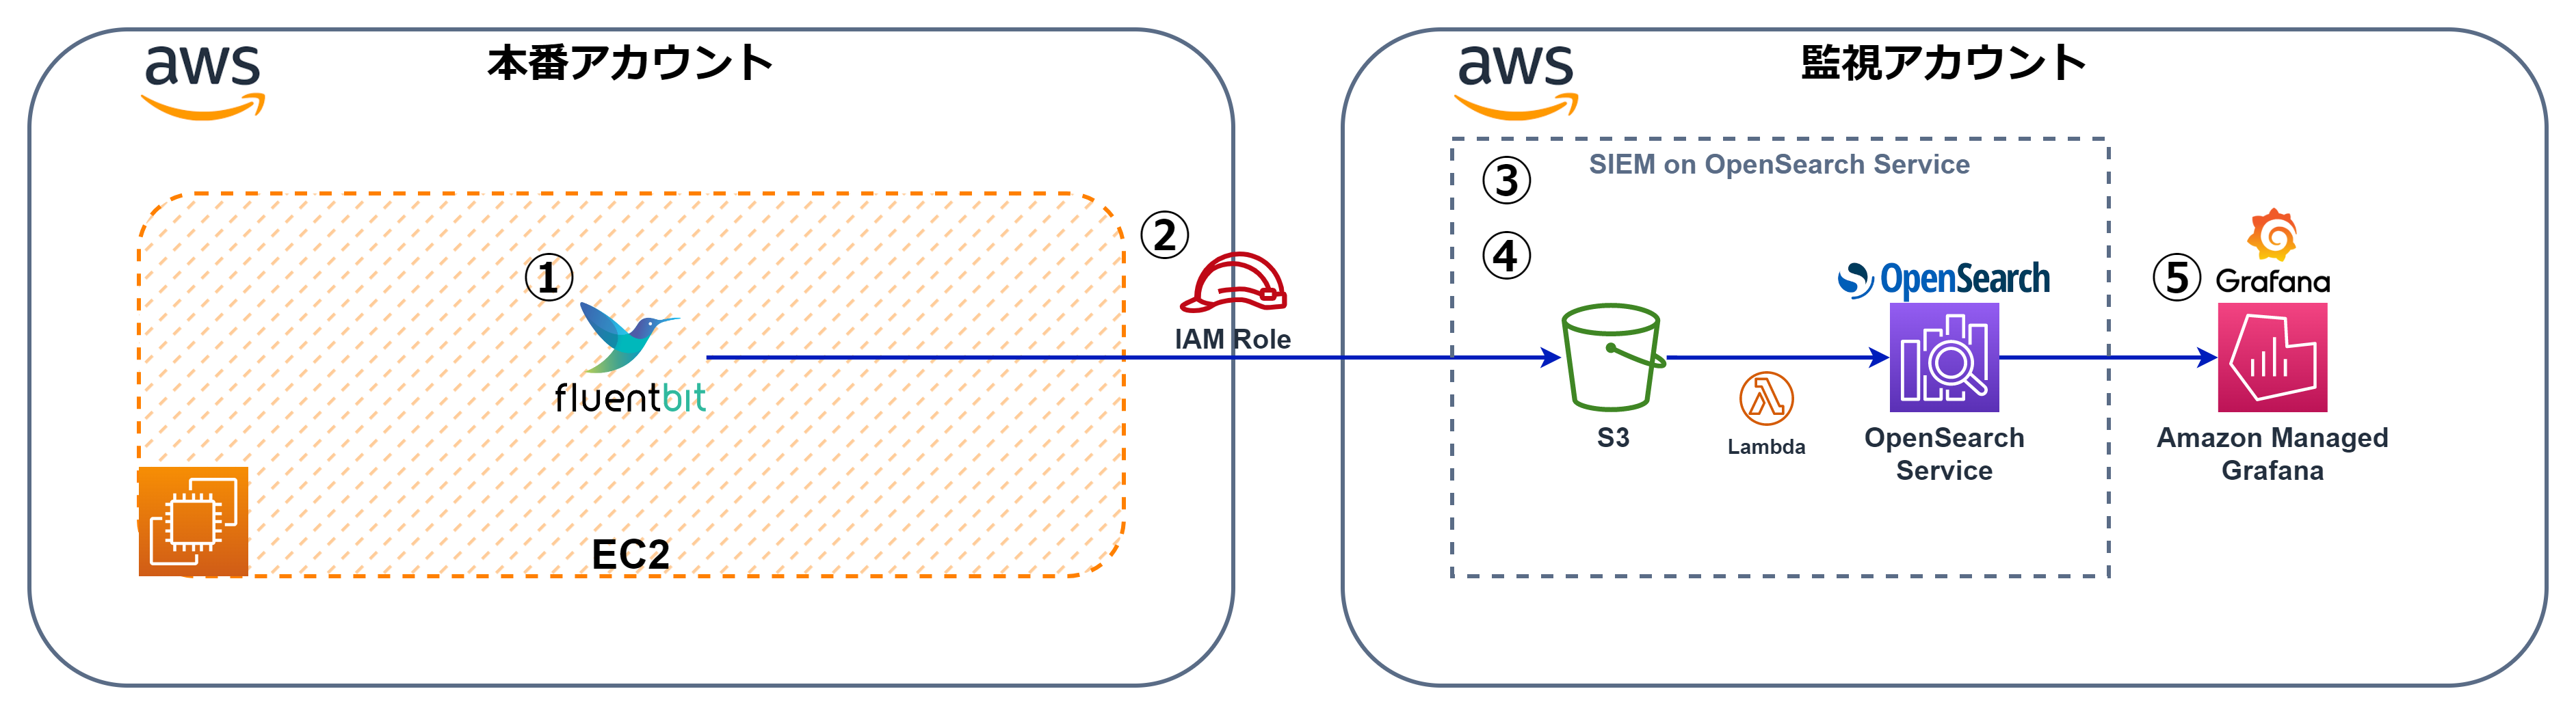 aws
本番アカウント
①
fluentbit
EC2
②
IAM Role
aws
監視アカウント
SIEM on OpenSearch Service
③
④
S3
Lambda
OpenSearch
OpenSearch
Service
⑤
Grafana
Amazon Managed
Grafana